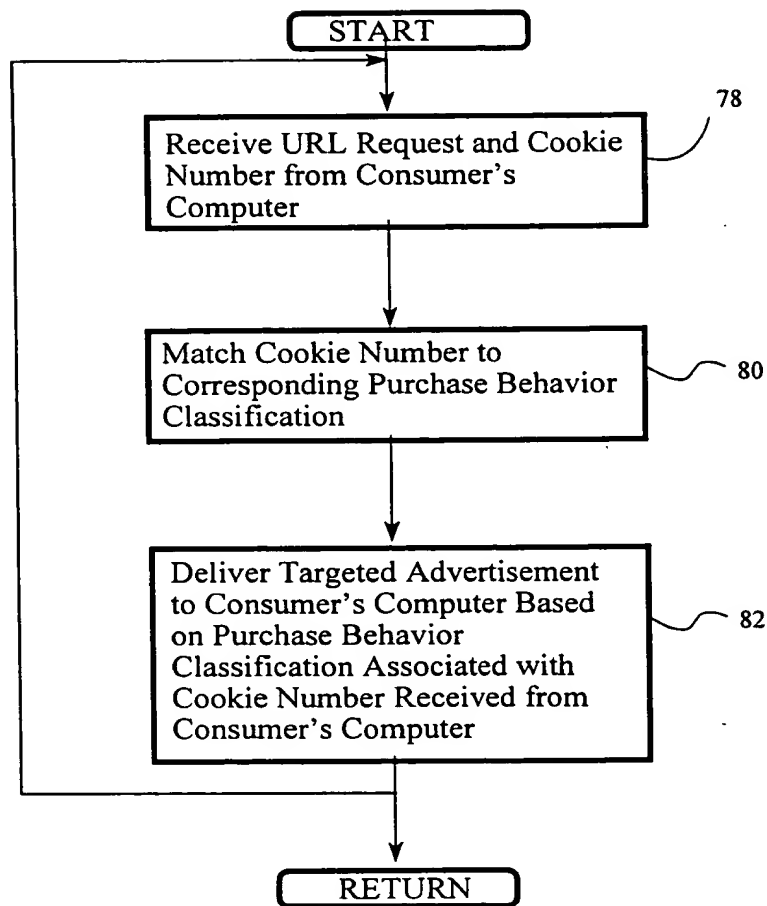 START
78
Receive URL Request and Cookie
Number from Consumer's
Computer
Match Cookie Number to
Corresponding Purchase Behavior
Classification
80
Deliver Targeted Advertisement
to Consumer's Computer Based
on Purchase Behavior
Classification Associated with
Cookie Number Received from
Consumer's Computer
82
RETURN